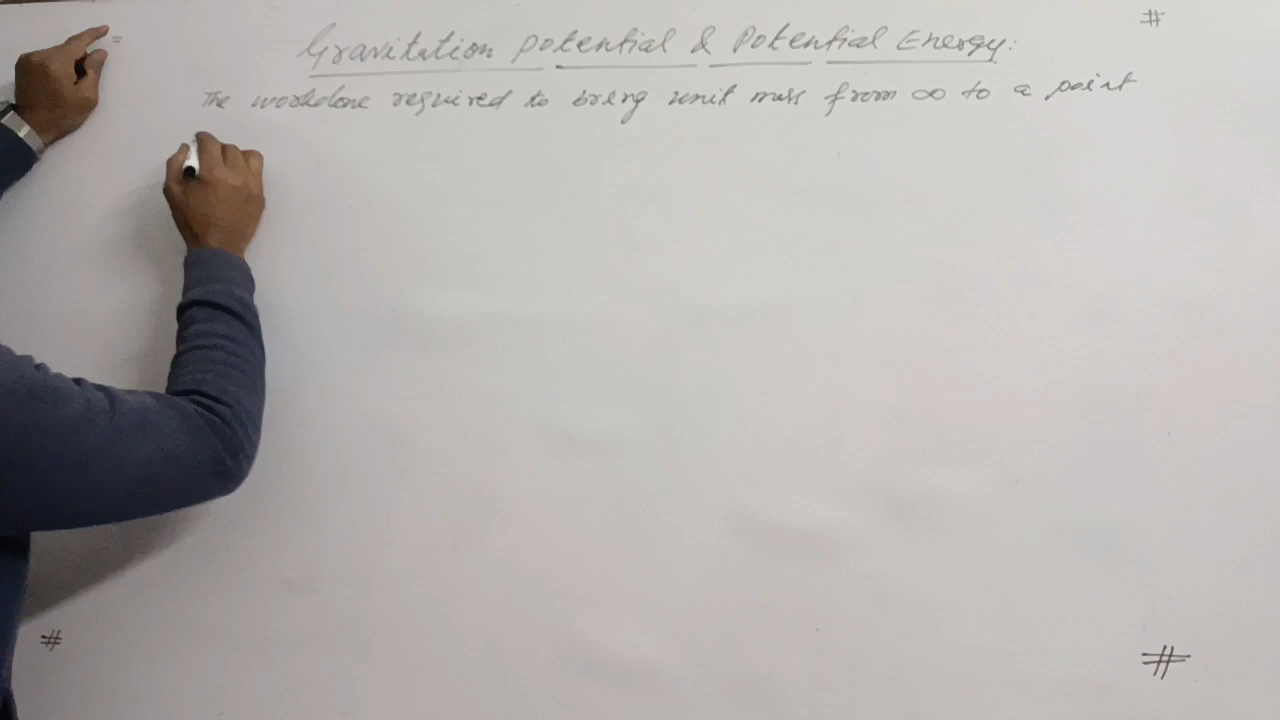 #
Gravitation Potential & Potential Energy:
The workdone required to bring unit mass from ∞ to a point
#
#